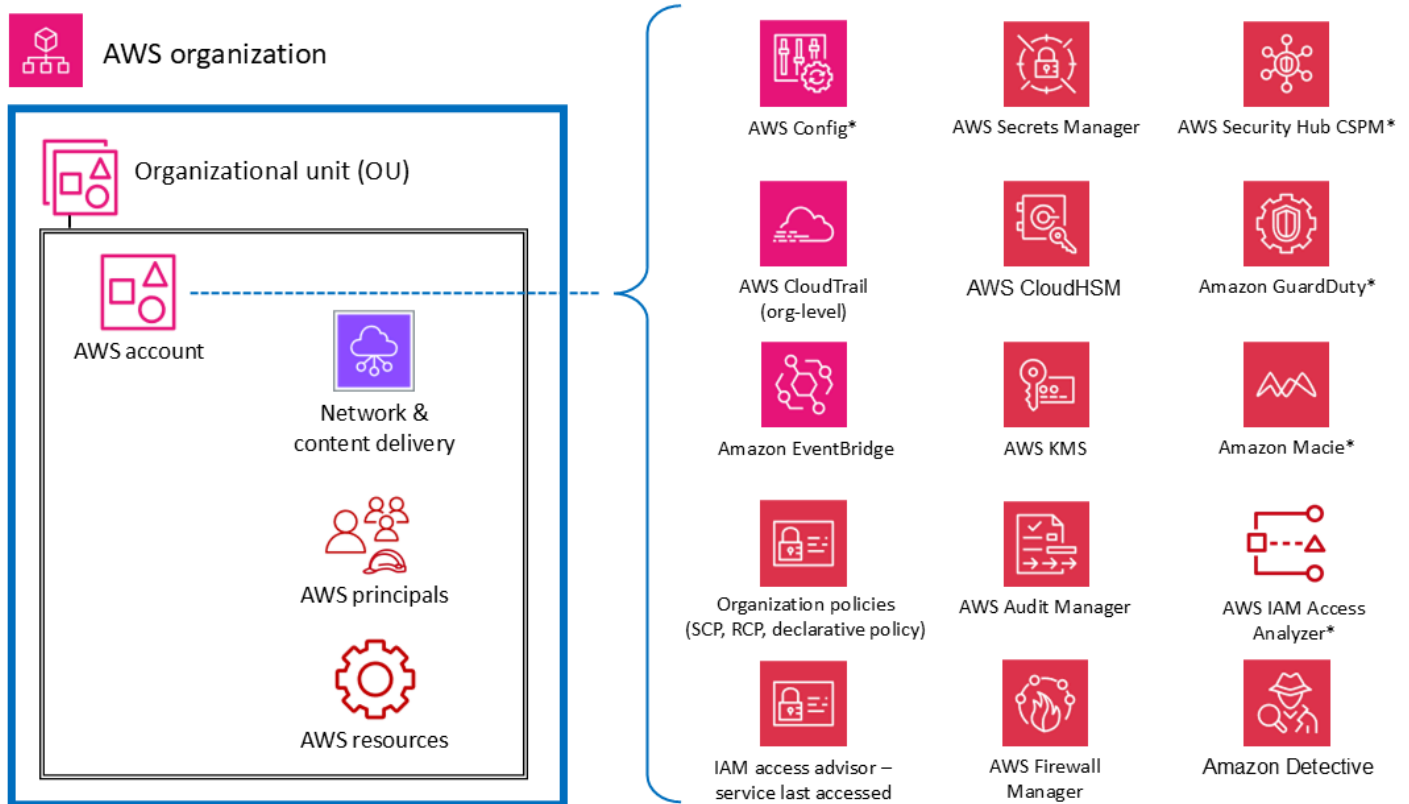 AWS organization
Organizational unit (OU)
AWS account
Network &
content delivery
AWS principals
AWS resources
AWS Config*
AWS Secrets Manager
AWS Security Hub CSPM*
AWS CloudTrail
(org-level)
AWS CloudHSM
Amazon GuardDuty*
Amazon EventBridge
AWS KMS
Amazon Macie*
Organization policies
(SCP, RCP, declarative policy)
AWS Audit Manager
AWS IAM Access
Analyzer*
IAM access advisor –
service last accessed
AWS Firewall
Manager
Amazon Detective